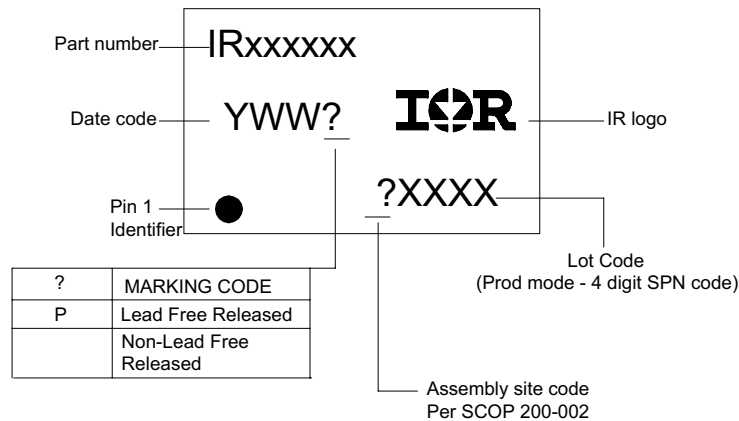 Part number
IRxxxxxx
Date code
YWW?
IOR
IR logo
Pin 1
Identifier
?XXXX
Lot Code
(Prod mode - 4 digit SPN code)
? MARKING CODE
P Lead Free Released
Non-Lead Free
Released
Assembly site code
Per SCOP 200-002